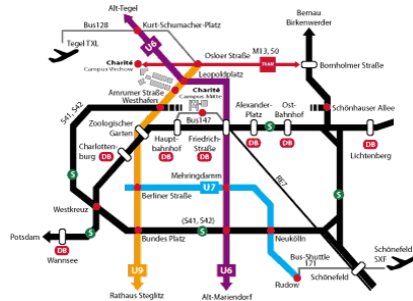 Alt-Tegel
Bus128
Kurt-Schumacher-Platz
Bernau
Birkenwerder
U6
Tegel TXL
Osloer Straße
M13, 50
Charité
Campus Virchow
TRAM
Bornholmer Straße
Leopoldplatz
Amrumer Straße
Westhafen
Charité
Campus Mitte
S41, S42
Schönhauser Allee
Zoologischer
Garten
Bus147
Alexander-
Platz
Ost-
Bahnhof
S
DB
DB
Charlotten-
burg
DB
Haupt-
bahnhof
DB
Friedrich-
Straße
DB
Lichtenberg
DB
S
Mehringdamm
RE7
U7
S
Berliner Straße
Westkreuz
(S41, S42)
Potsdam
S
DB
Wannsee
Bundes Platz
S
Neukölln
Bus-Shuttle
171
Schönefeld
SXF
U9
U6
Rudow
Schönefeld
DB
Rathaus Steglitz
Alt-Mariendorf